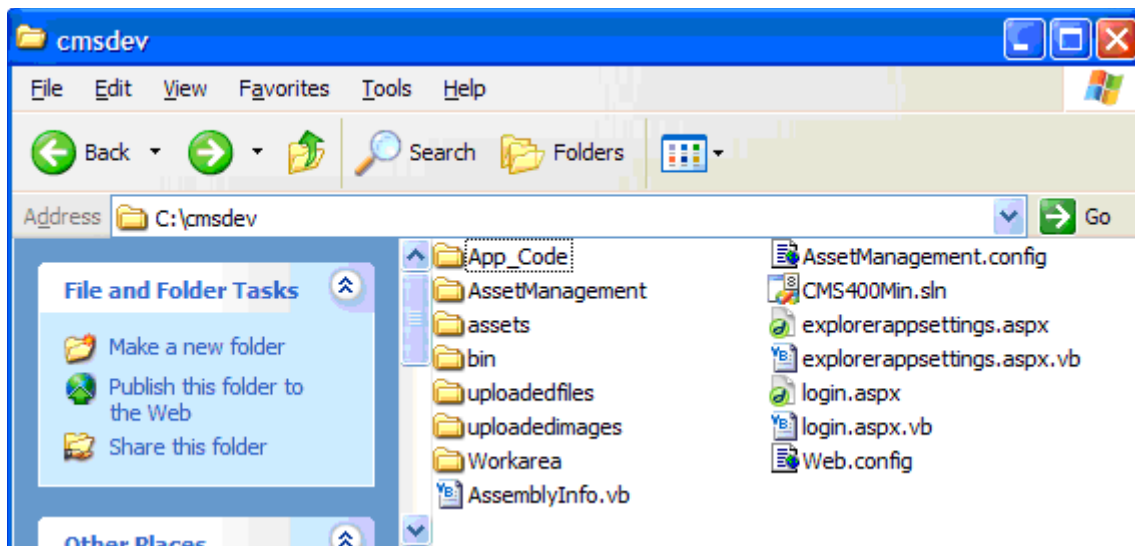 cmsdev
File Edit View Favorites Tools Help
Back Search Folders
Address C:\cmsdev Go
File and Folder Tasks
Make a new folder
Publish this folder to
the Web
Share this folder
Other Places
App_Code
AssetManagement
assets
bin
uploadedfiles
uploadedimages
Workarea
AssemblyInfo.vb
AssetManagement.config
CMS400Min.sln
explorerappsettings.aspx
explorerappsettings.aspx.vb
login.aspx
login.aspx.vb
Web.config